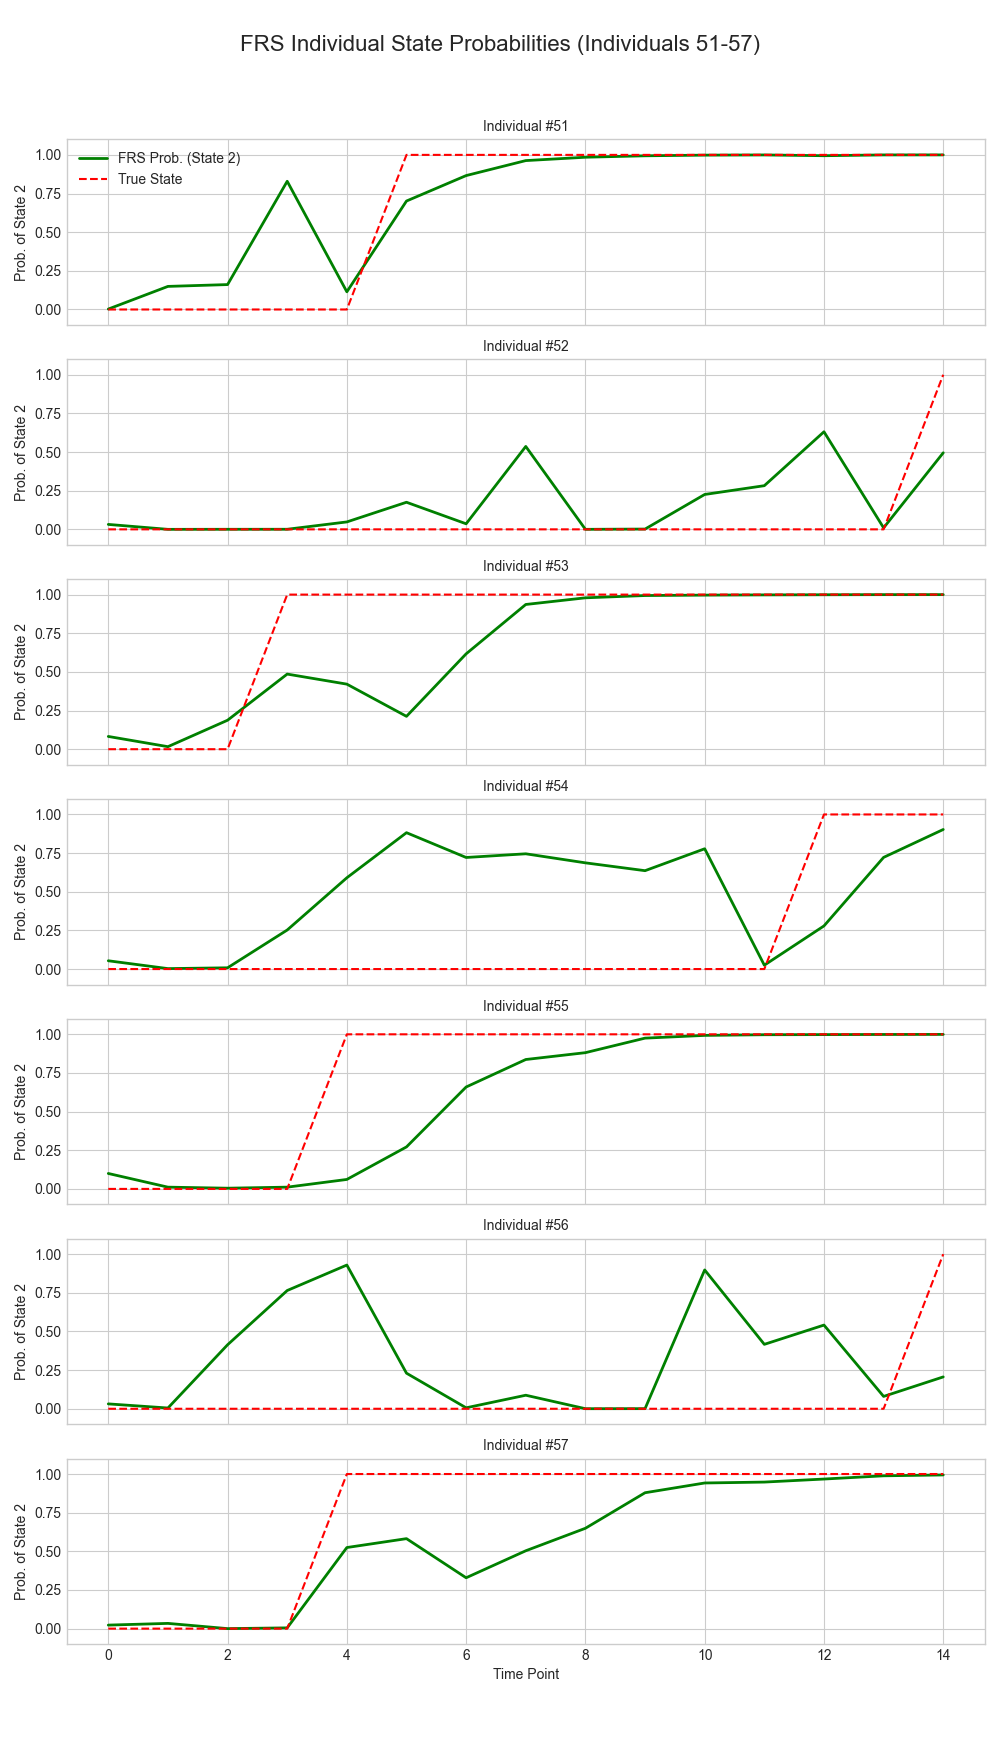 FRS Individual State Probabilities (Individuals 51-57)
Individual #51
Prob. of State 2
1.00
0.75
0.50
0.25
0.00
FRS Prob. (State 2)
True State
Individual #52
Prob. of State 2
1.00
0.75
0.50
0.25
0.00
Individual #53
Prob. of State 2
1.00
0.75
0.50
0.25
0.00
Individual #54
Prob. of State 2
1.00
0.75
0.50
0.25
0.00
Individual #55
Prob. of State 2
1.00
0.75
0.50
0.25
0.00
Individual #56
Prob. of State 2
1.00
0.75
0.50
0.25
0.00
Individual #57
Prob. of State 2
1.00
0.75
0.50
0.25
0.00
0 2 4 6 8 10 12 14
Time Point